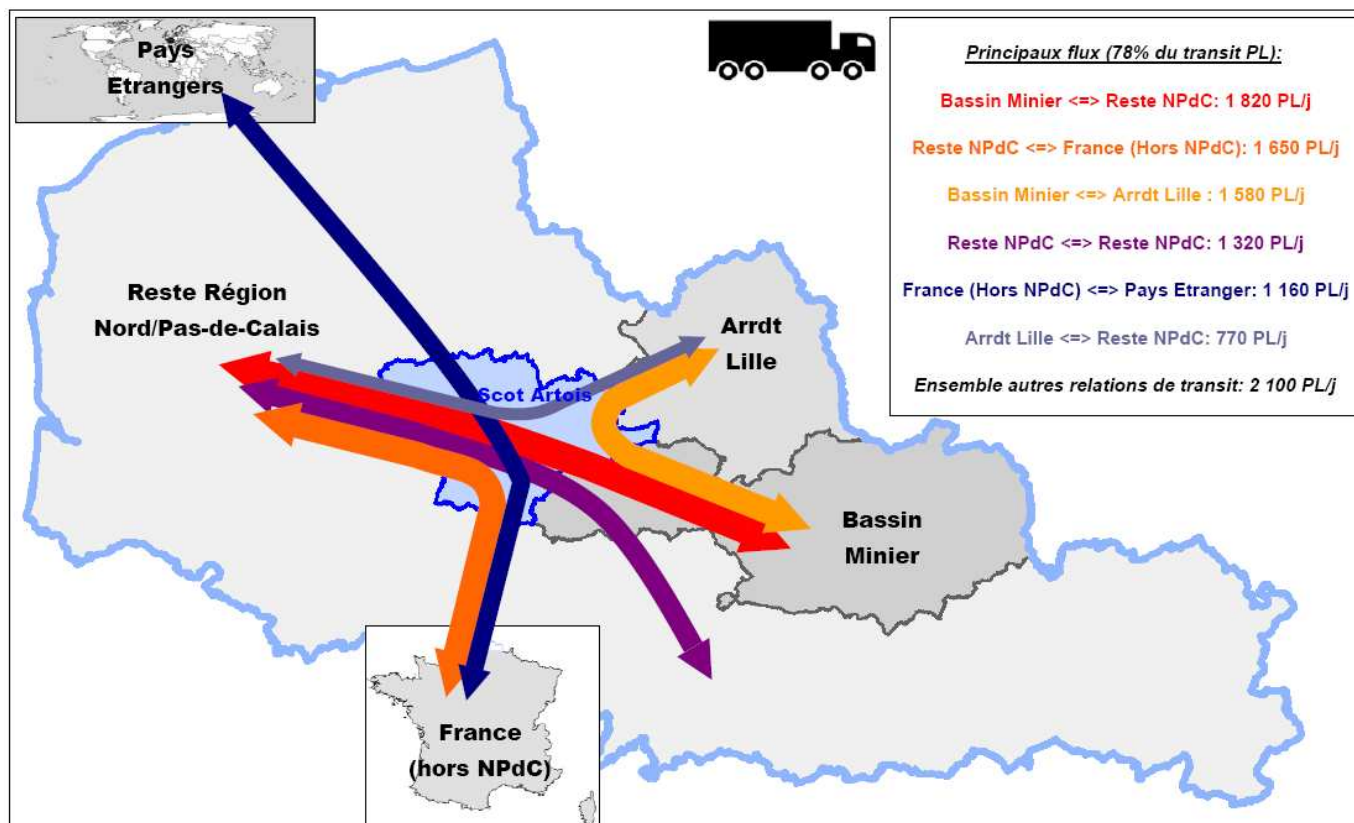 Pays
Etrangers
Principaux flux (78% du transit PL):
Bassin Minier <=> Reste NPdC: 1 820 PL/j
Reste NPdC <=> France (Hors NPdC): 1 650 PL/j
Bassin Minier <=> Arrdt Lille : 1 580 PL/j
Reste NPdC <=> Reste NPdC: 1 320 PL/j
France (Hors NPdC) <=> Pays Etranger: 1 160 PL/j
Arrdt Lille <=> Reste NPdC: 770 PL/j
Ensemble autres relations de transit: 2 100 PL/j
Reste Région
Nord/Pas-de-Calais
Arrdt
Lille
Scot Artois
Bassin
Minier
France
(hors NPdC)